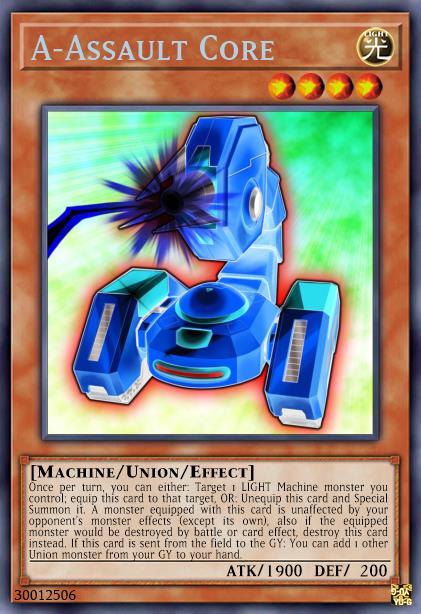 A-Assault Core
LIGHT
光
[Machine/Union/Effect]
Once per turn, you can either: Target 1 LIGHT Machine monster you
control; equip this card to that target, OR: Unequip this card and Special
Summon it. A monster equipped with this card is unaffected by your
opponent's monster effects (except its own), also if the equipped
monster would be destroyed by battle or card effect, destroy this card
instead. If this card is sent from the field to the GY: You can add 1 other
Union monster from your GY to your hand.
ATK/1900 DEF/ 200
30012506